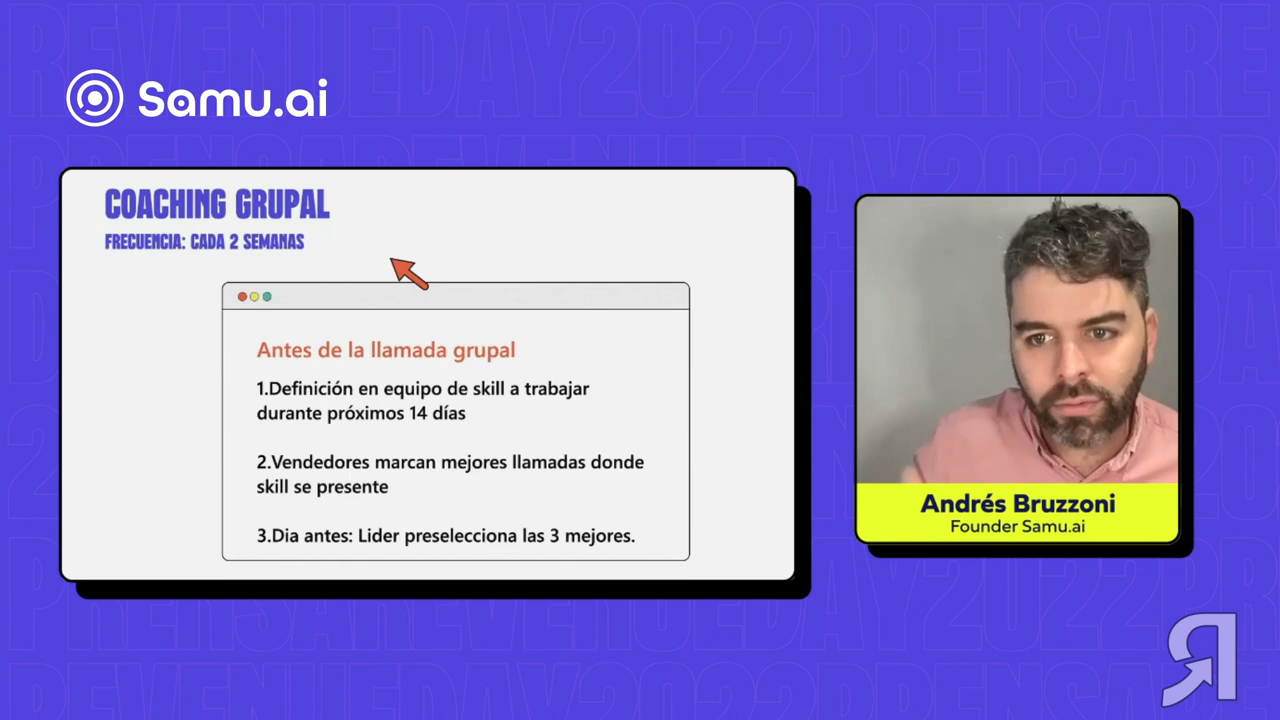 REVENUEDAY2022PRENSARE
Samu.ai
COACHING GRUPAL
FRECUENCIA: CADA 2 SEMANAS
Antes de la llamada grupal
1.Definición en equipo de skill a trabajar
durante próximos 14 días
2.Vendedores marcan mejores llamadas donde
skill se presente
3.Dia antes: Lider preselecciona las 3 mejores.
Andrés Bruzzoni
Founder Samu.ai